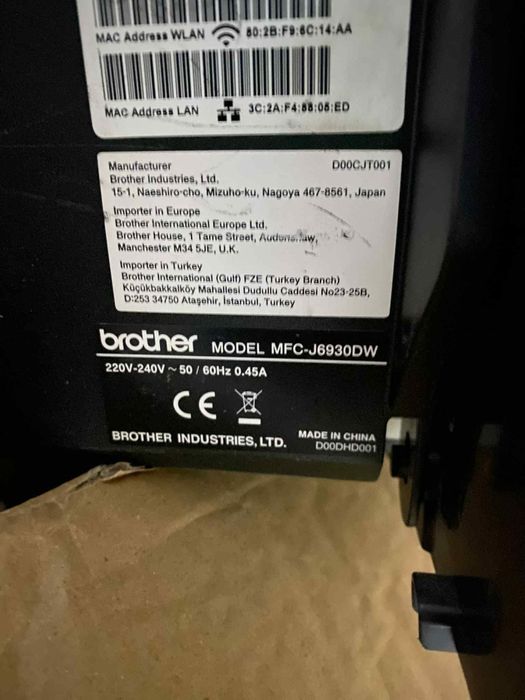 MAC Address WLAN 80:2B:F9:6C:14:AA
MAC Address LAN 3C:2A:F4:88:08:ED
Manufacturer D00CJT001
Brother Industries, Ltd.
15-1, Naeshiro-cho, Mizuho-ku, Nagoya 467-8561, Japan
Importer in Europe
Brother International Europe Ltd.
Brother House, 1 Tame Street,
Manchester M34 5JE, U.K.
Importer in Turkey
Brother International (Gulf) FZE (Turkey Branch)
Küçükbakkalköy Mahallesi Dudullu Caddesi No23-25B,
D:253 34750 Ataşehir, İstanbul, Turkey
brother MODEL MFC-J6930DW
220V-240V ~ 50 / 60Hz 0.45A
CE
BROTHER INDUSTRIES, LTD. MADE IN CHINA
D00DHD001